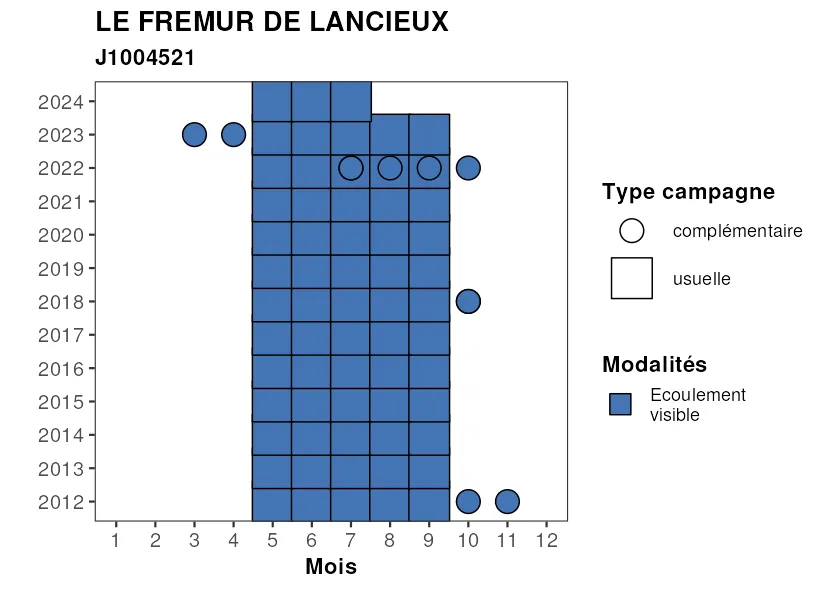 LE FREMUR DE LANCIEUX
J1004521
2024
2023
2022
2021
2020
2019
2018
2017
2016
2015
2014
2013
2012
1 2 3 4 5 6 7 8 9 10 11 12
Mois
Type campagne
complémentaire
usuelle
Modalités
Ecoulement
visible